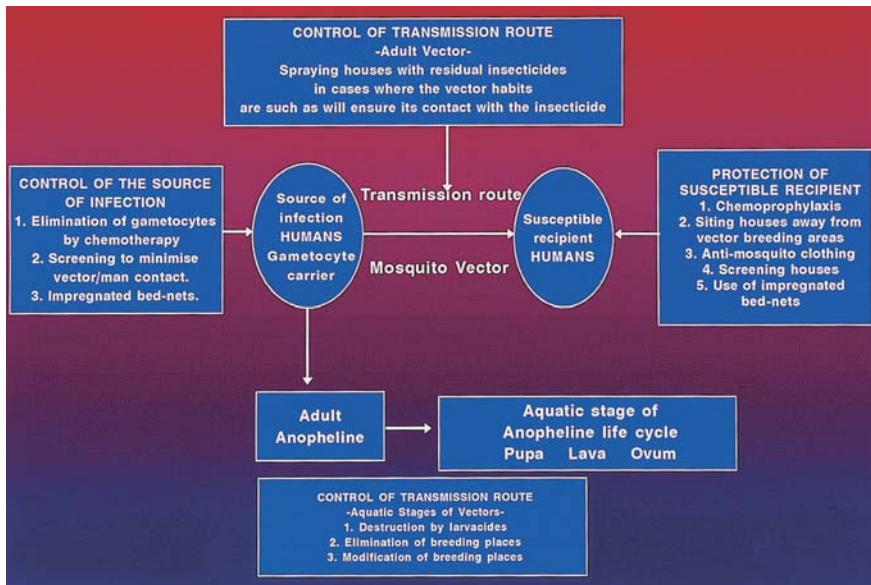 CONTROL OF TRANSMISSION ROUTE
-Adult Vector-
Spraying houses with residual insecticides
in cases where the vector habits
are such as will ensure its contact with the insecticide
CONTROL OF THE SOURCE
OF INFECTION
1. Elimination of gametocytes
by chemotherapy
2. Screening to minimise
vector/man contact.
3. Impregnated bed-nets.
Source of
infection
HUMANS
Gametocyte
carrier
Transmission route
Mosquito Vector
Susceptible
recipient
HUMANS
PROTECTION OF
SUSCEPTIBLE RECIPIENT
1. Chemoprophylaxis
2. Siting houses away from
vector breeding areas
3. Anti-mosquito clothing
4. Screening houses
5. Use of impregnated
bed-nets
Adult
Anopheline
Aquatic stage of
Anopheline life cycle
Pupa Lava Ovum
CONTROL OF TRANSMISSION ROUTE
-Aquatic Stages of Vectors-
1. Destruction by larvacides
2. Elimination of breeding places
3. Modification of breeding places